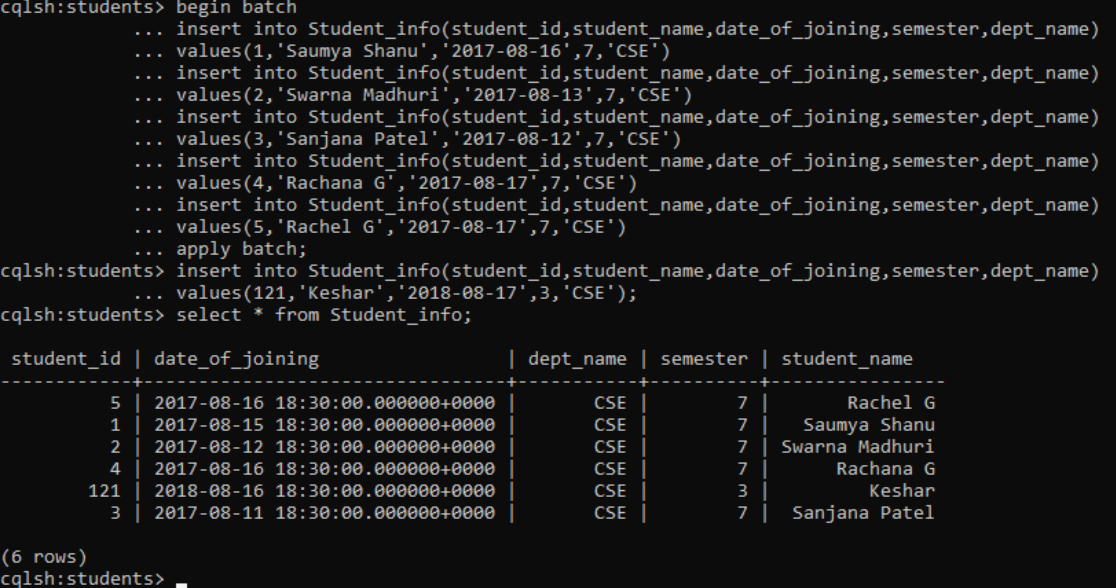 cqlsh:students> begin batch
            ... insert into Student_info(student_id,student_name,date_of_joining,semester,dept_name)
            ... values(1,'Saumya Shanu','2017-08-16',7,'CSE')
            ... insert into Student_info(student_id,student_name,date_of_joining,semester,dept_name)
            ... values(2,'Swarna Madhuri','2017-08-13',7,'CSE')
            ... insert into Student_info(student_id,student_name,date_of_joining,semester,dept_name)
            ... values(3,'Sanjana Patel','2017-08-12',7,'CSE')
            ... insert into Student_info(student_id,student_name,date_of_joining,semester,dept_name)
            ... values(4,'Rachana G','2017-08-17',7,'CSE')
            ... insert into Student_info(student_id,student_name,date_of_joining,semester,dept_name)
            ... values(5,'Rachel G','2017-08-17',7,'CSE')
            ... apply batch;
cqlsh:students> insert into Student_info(student_id,student_name,date_of_joining,semester,dept_name)
            ... values(121,'Keshar','2018-08-17',3,'CSE');
cqlsh:students> select * from Student_info;
 student_id | date_of_joining                 | dept_name | semester | student_name
------------+---------------------------------+-----------+----------+----------------
          5 | 2017-08-16 18:30:00.000000+0000 |       CSE |        7 |       Rachel G
          1 | 2017-08-15 18:30:00.000000+0000 |       CSE |        7 |   Saumya Shanu
          2 | 2017-08-12 18:30:00.000000+0000 |       CSE |        7 | Swarna Madhuri
          4 | 2017-08-16 18:30:00.000000+0000 |       CSE |        7 |      Rachana G
        121 | 2018-08-16 18:30:00.000000+0000 |       CSE |        3 |         Keshar
          3 | 2017-08-11 18:30:00.000000+0000 |       CSE |        7 |  Sanjana Patel
(6 rows)
cqlsh:students>